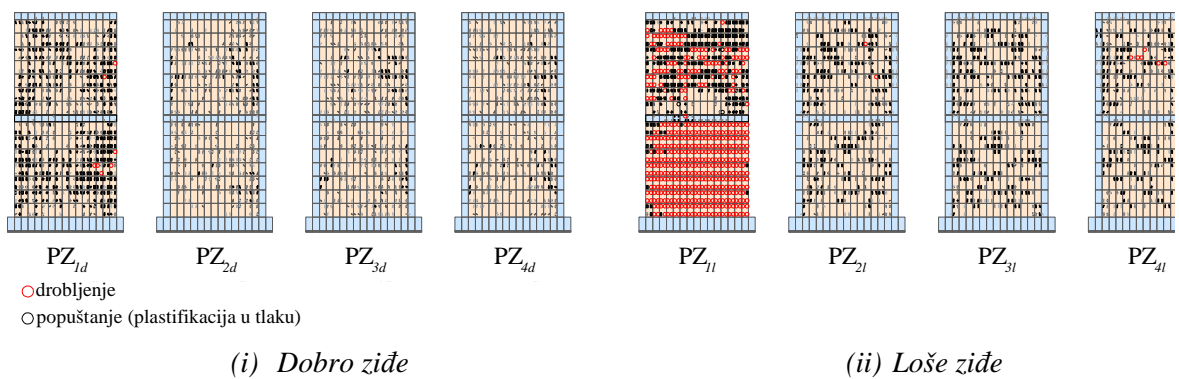 PZ1d PZ2d PZ3d PZ4d PZ1l PZ2l PZ3l PZ4l
drobljenje
popuštanje (plastifikacija u tlaku)
(i) Dobro ziđe (ii) Loše ziđe